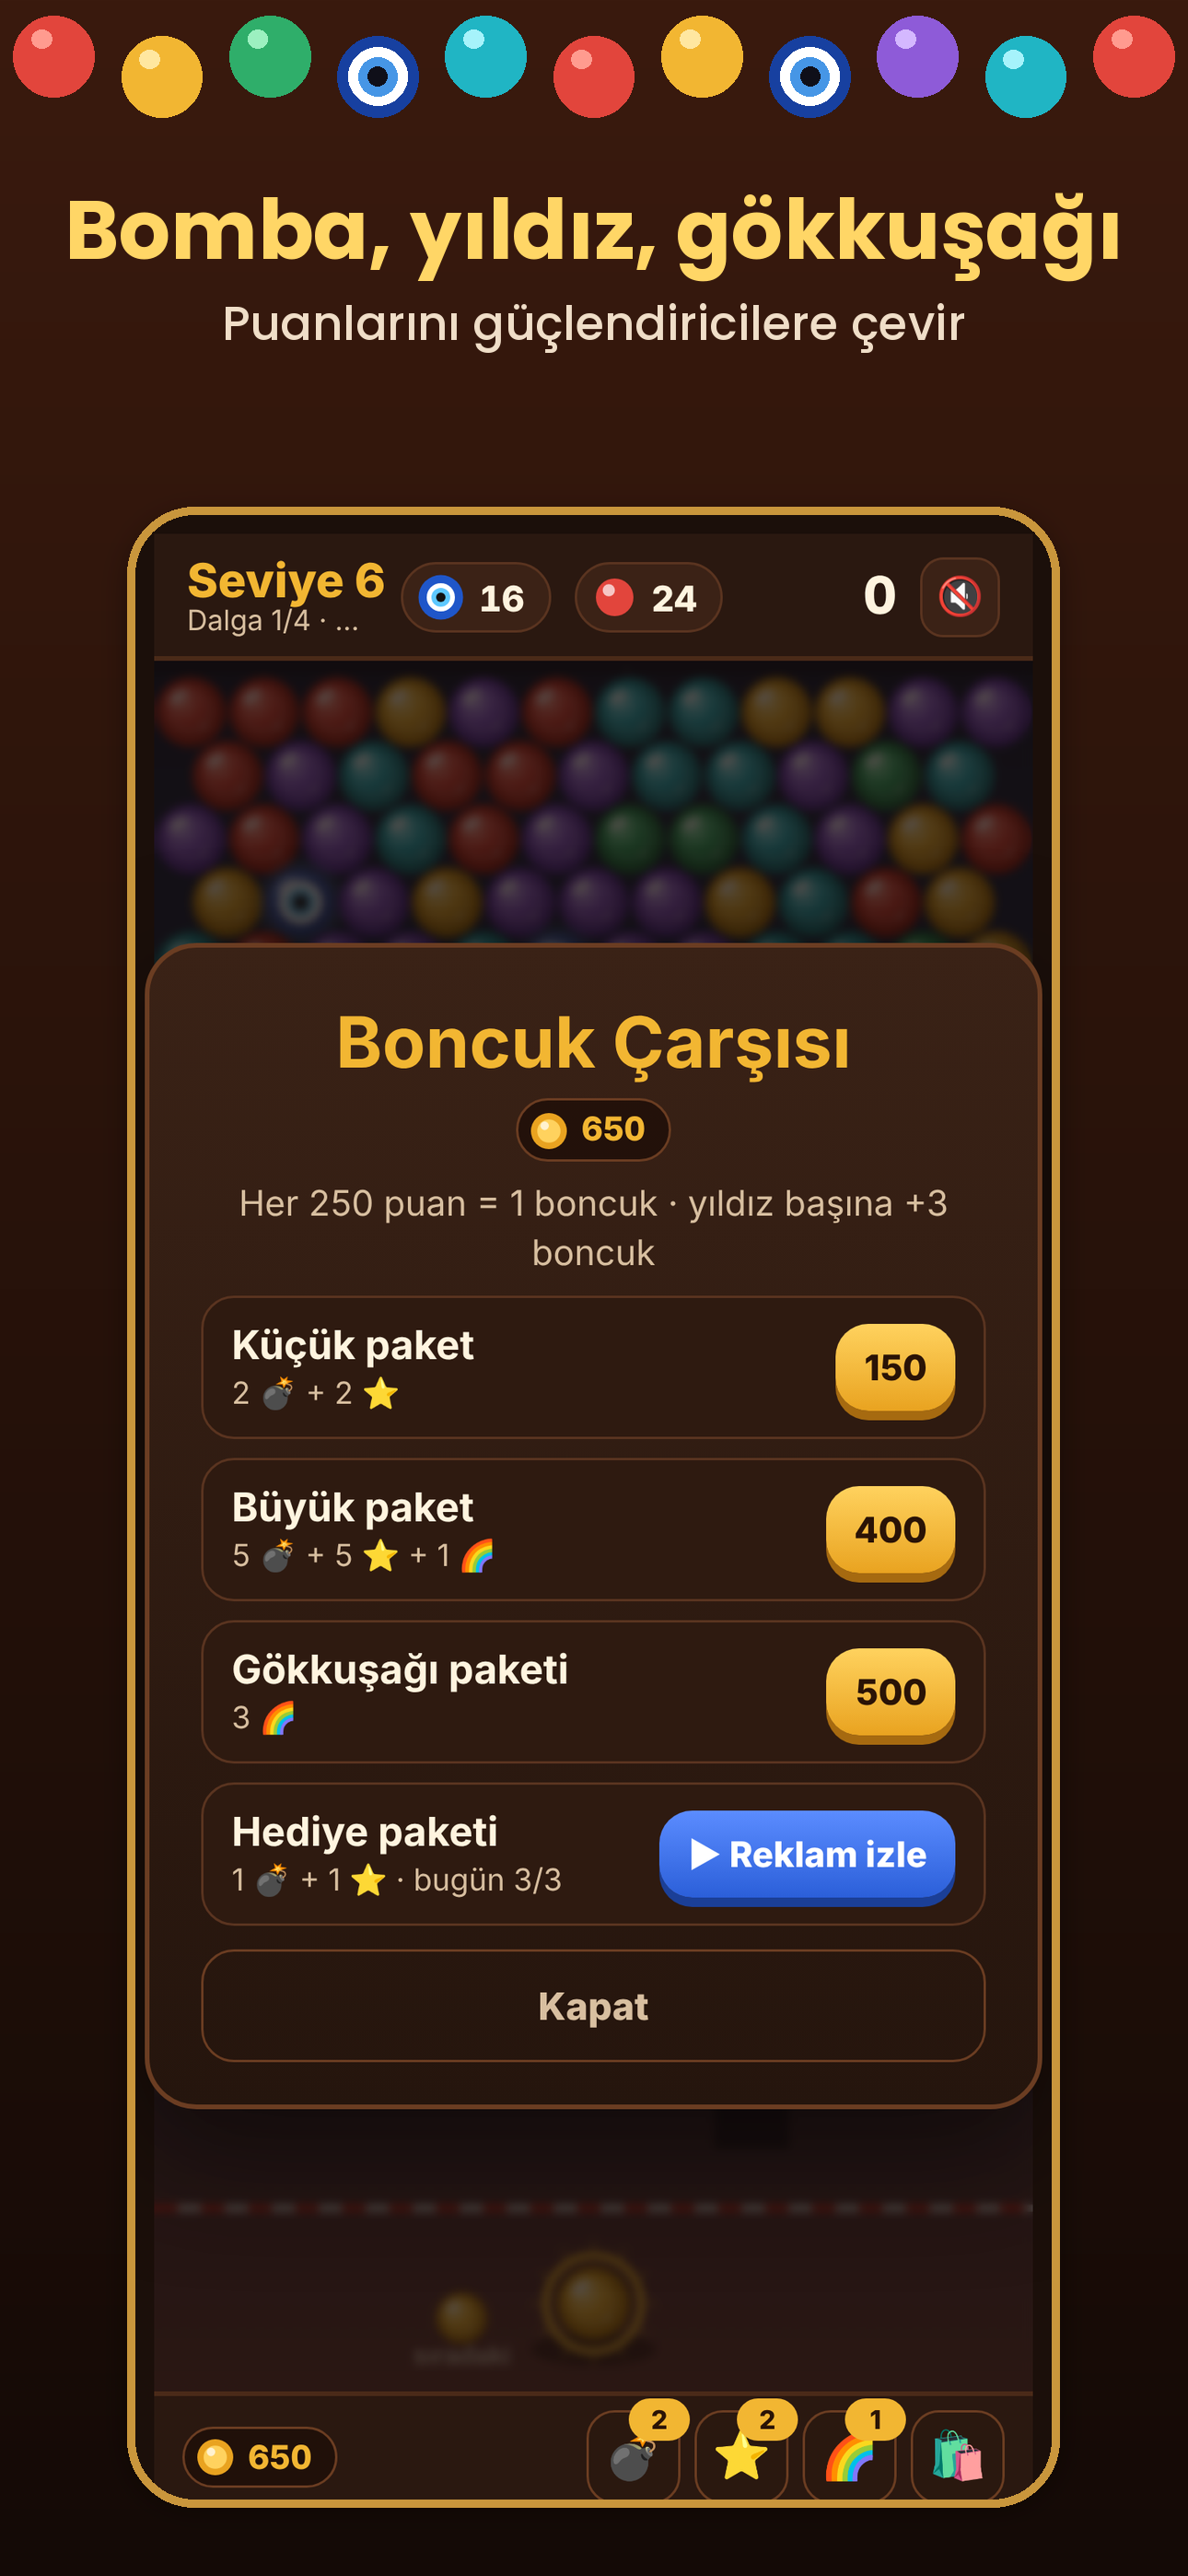 Bomba, yıldız, gökkuşağı
Puanlarını güçlendiricilere çevir
Seviye 6
Dalga 1/4 · ...
16
24
0
Boncuk Çarşısı
650
Her 250 puan = 1 boncuk · yıldız başına +3
boncuk
Küçük paket
2 💣 + 2 ⭐
150
Büyük paket
5 💣 + 5 ⭐ + 1 🌈
400
Gökkuşağı paketi
3 🌈
500
Hediye paketi
1 💣 + 1 ⭐ · bugün 3/3
▶ Reklam izle
Kapat
650
2
2
1